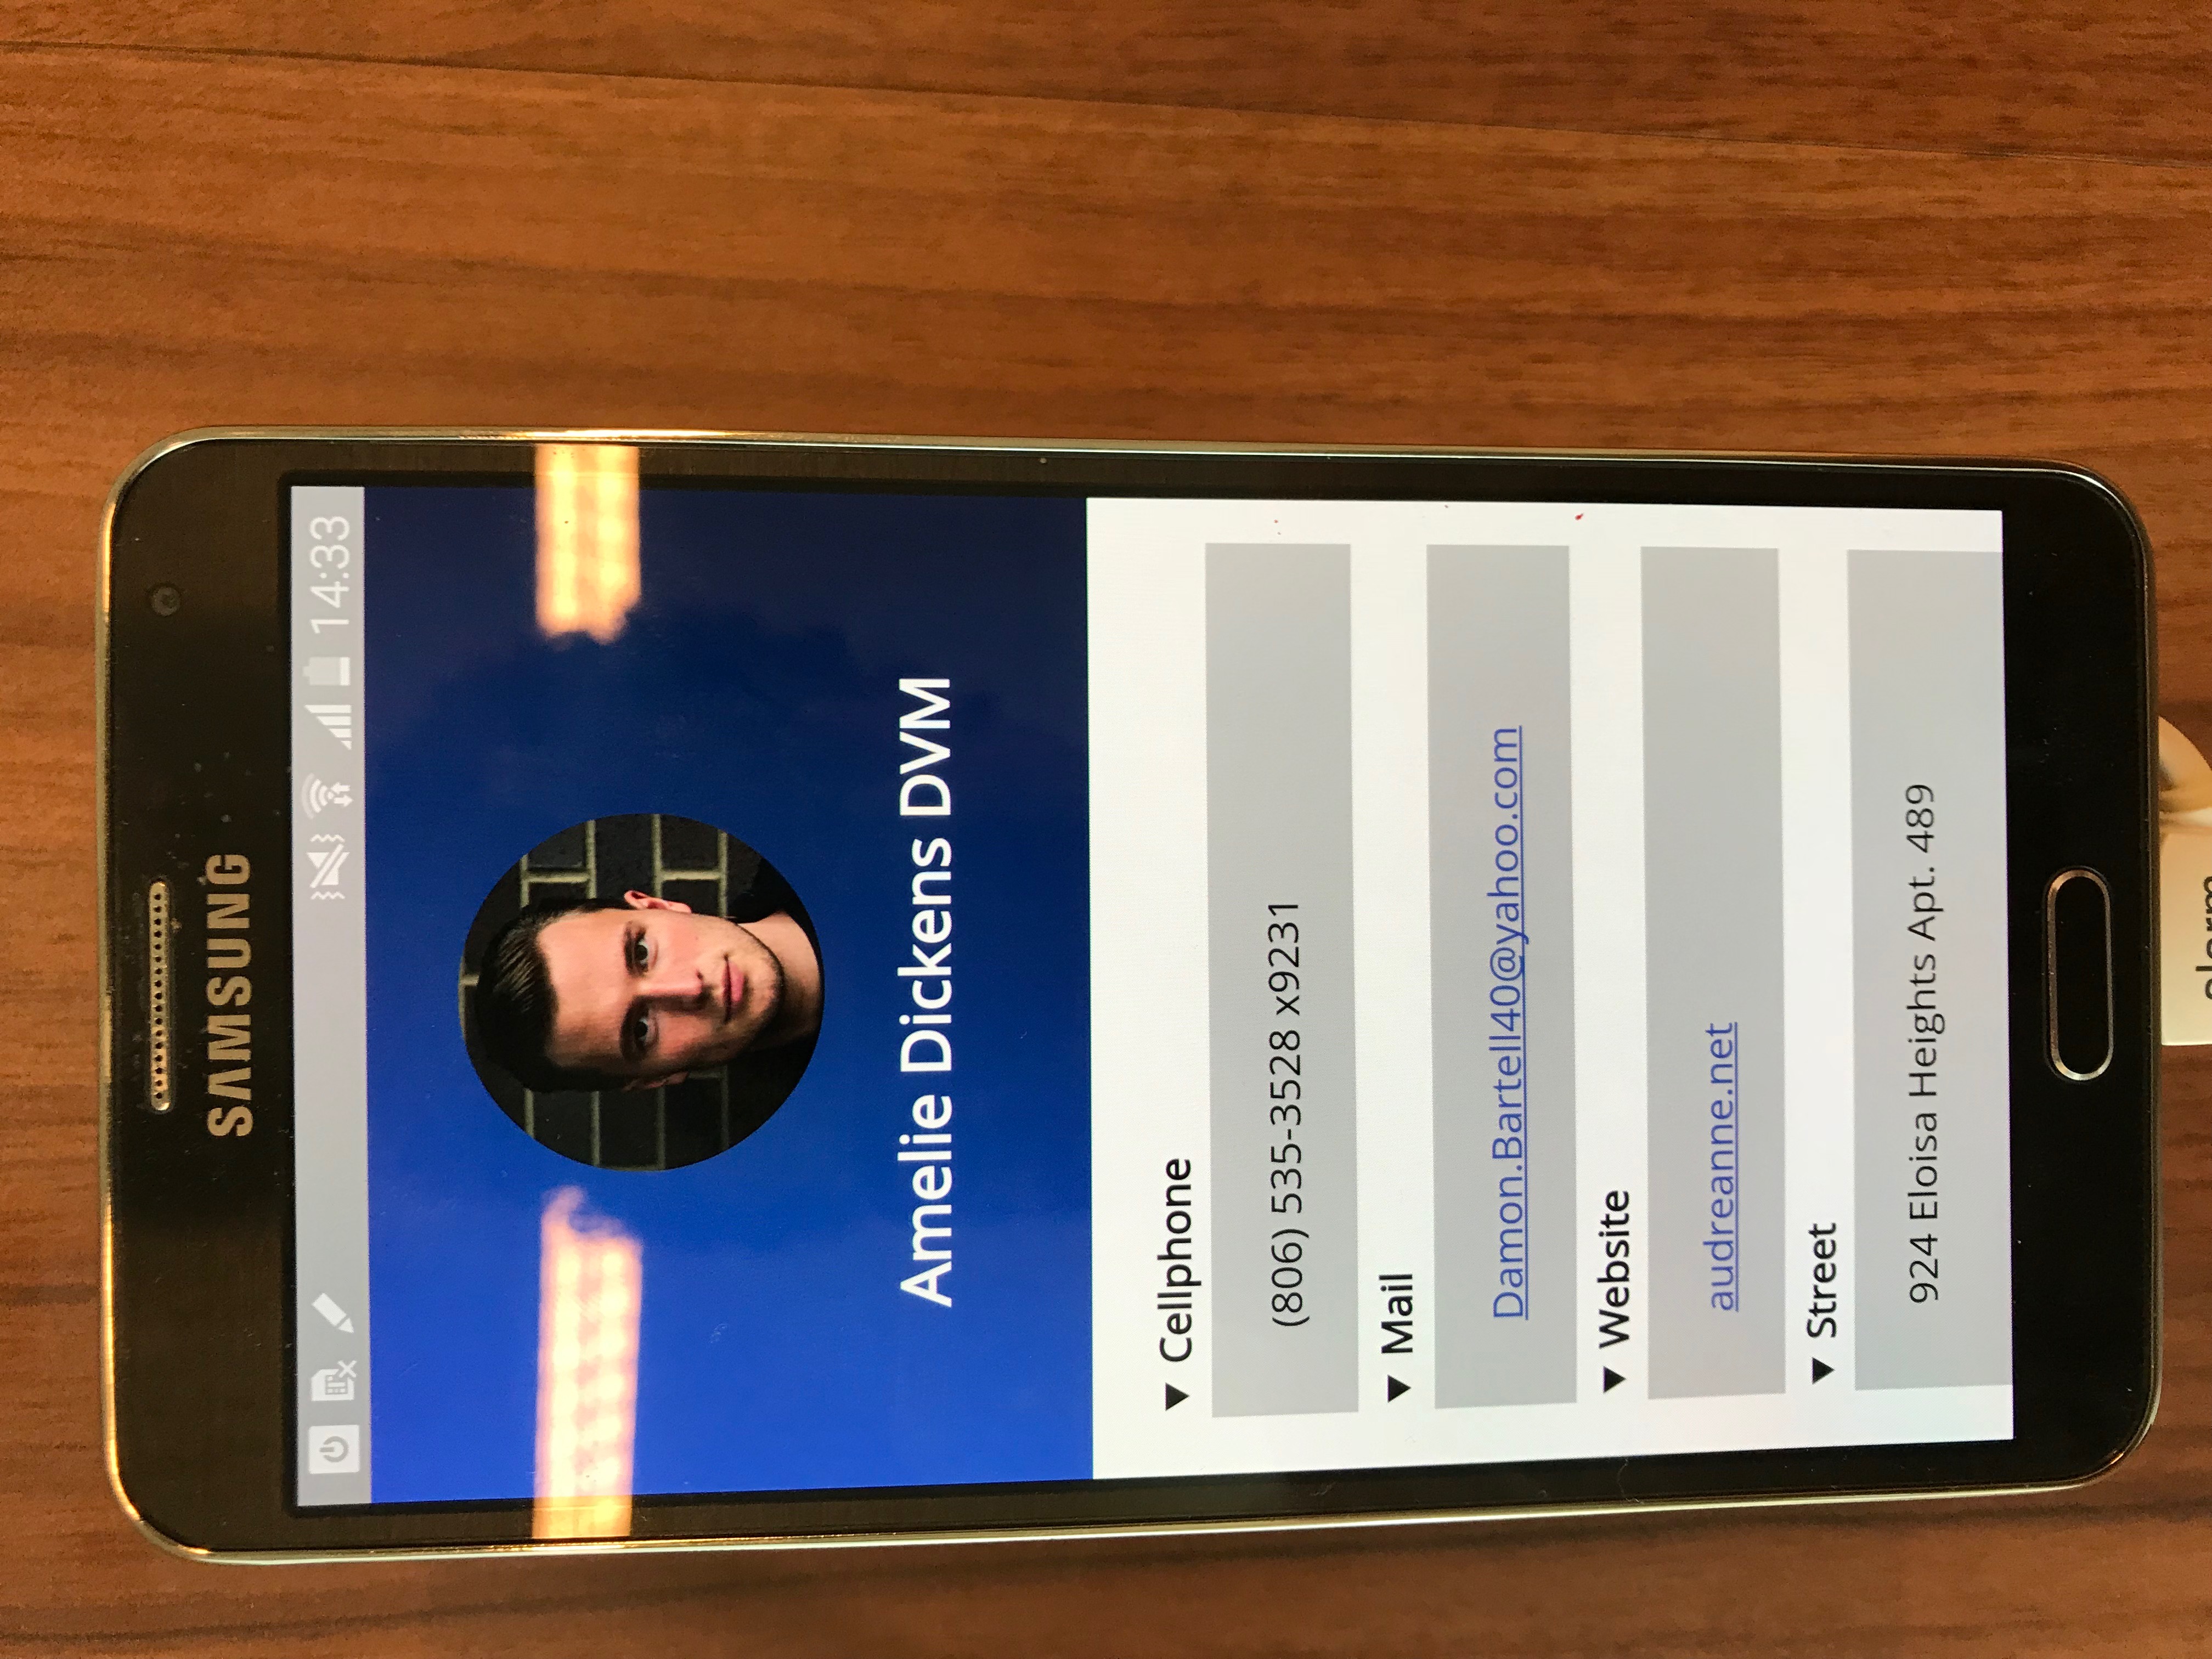 SAMSUNG
14:33
Amelie Dickens DVM
Cellphone
(806) 535-3528 x9231
Mail
Damon.Bartell40@yahoo.com
Website
audreanne.net
Street
924 Eloisa Heights Apt. 489